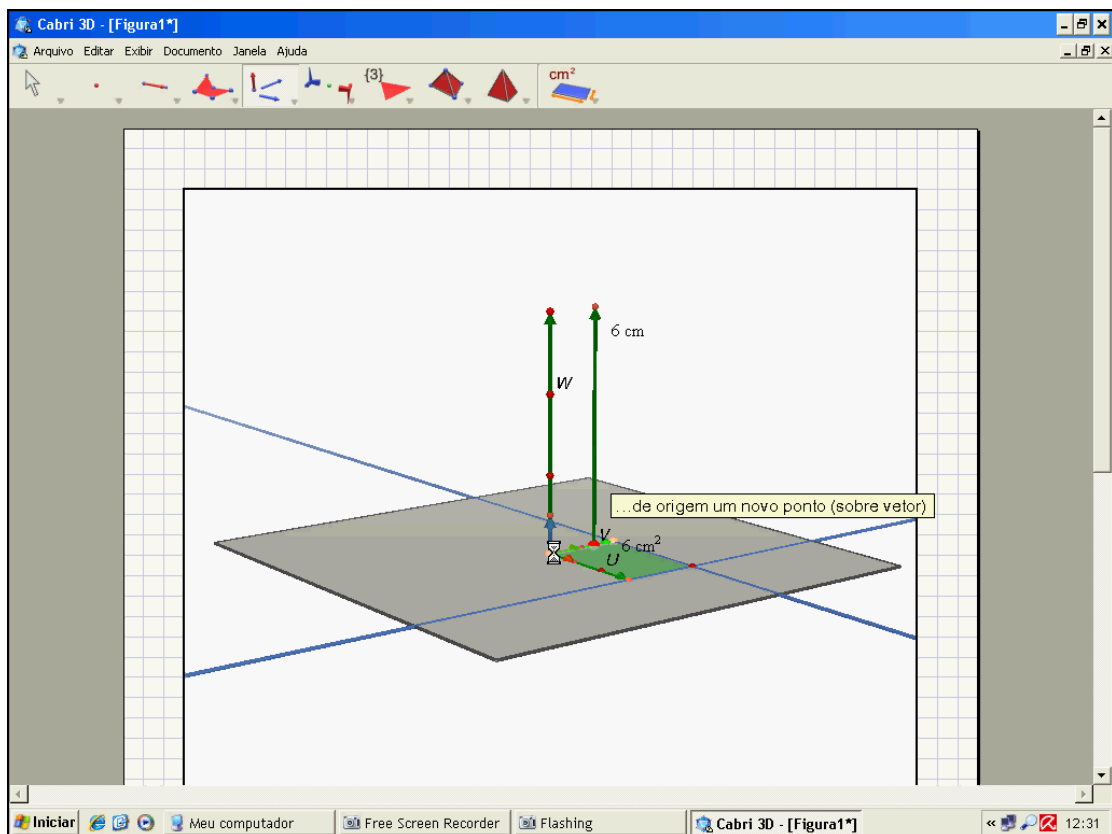 Cabri 3D - [Figura1*]
Arquivo Editar Exibir Documento Janela Ajuda
{3}
cm²
6 cm
W
...de origem um novo ponto (sobre vetor)
V
6 cm²
U
Iniciar
Meu computador
Free Screen Recorder
Flashing
Cabri 3D - [Figura1*]
« 12:31